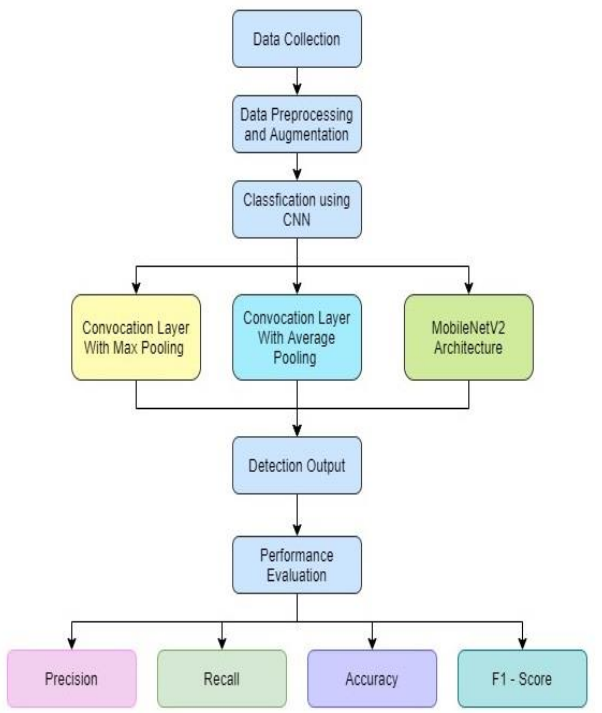 Data Collection
Data Preprocessing
and Augmentation
Classfication using
CNN
Convocation Layer
With Max Pooling
Convocation Layer
With Average
Pooling
MobileNetV2
Architecture
Detection Output
Performance
Evaluation
Precision
Recall
Accuracy
F1 - Score